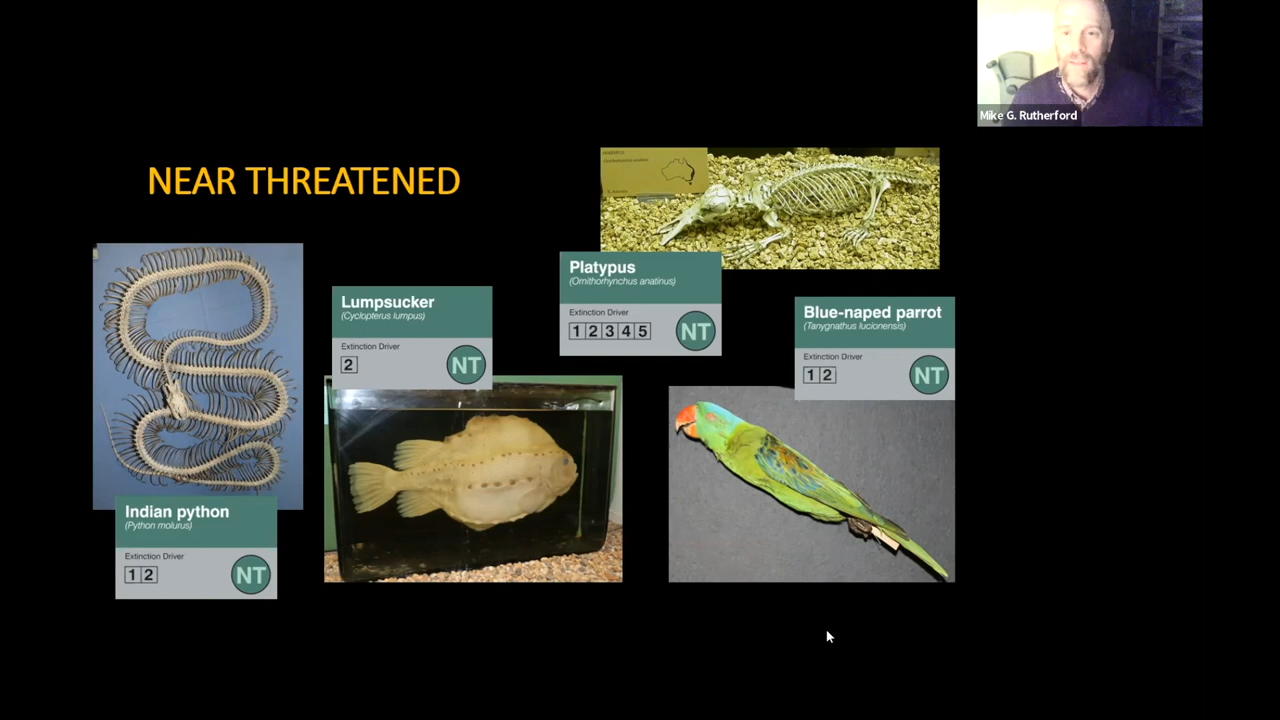 Mike G. Rutherford
NEAR THREATENED
Platypus
(Ornithorhynchus anatinus)
Extinction Driver
1 2 3 4 5
NT
Lumpsucker
(Cyclopterus lumpus)
Extinction Driver
2
NT
Blue-naped parrot
(Tanygnathus lucionensis)
Extinction Driver
1 2
NT
Indian python
(Python molurus)
Extinction Driver
1 2
NT